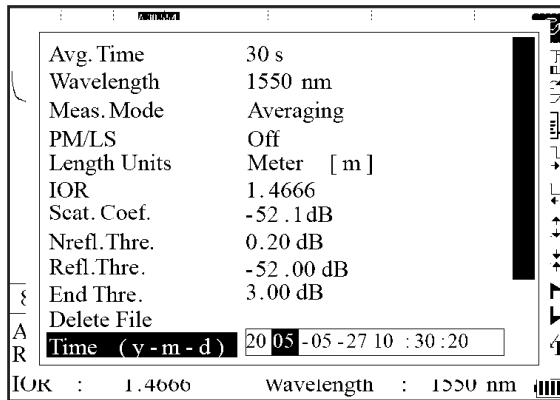 Avg. Time 30 s
Wavelength 1550 nm
Meas. Mode Averaging
PM/LS Off
Length Units Meter [ m ]
IOR 1.4666
Scat. Coef. -52.1dB
Nrefl.Thre. 0.20 dB
Refl.Thre. -52.00 dB
End Thre. 3.00 dB
Delete File
Time ( y - m - d ) 20 05 -05 -27 10 :30 :20
A
R
IOR : 1.4666 Wavelength : 1550 nm